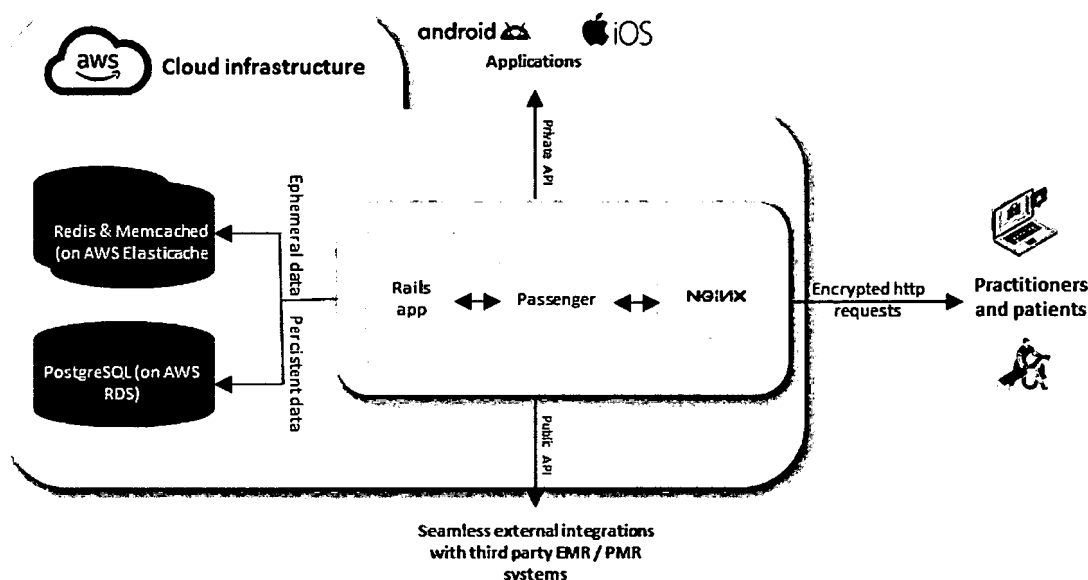 android
iOS
Applications
aws
Cloud infrastructure
Private API
Ephemeral data
Redis & Memcached
(on AWS Elasticache
Rails
app
Passenger
NGINX
Encrypted http
requests
Practitioners
and patients
Percistent data
PostgreSQL (on AWS
RDS)
Public API
Seamless external integrations
with third party EMR / PMR
systems